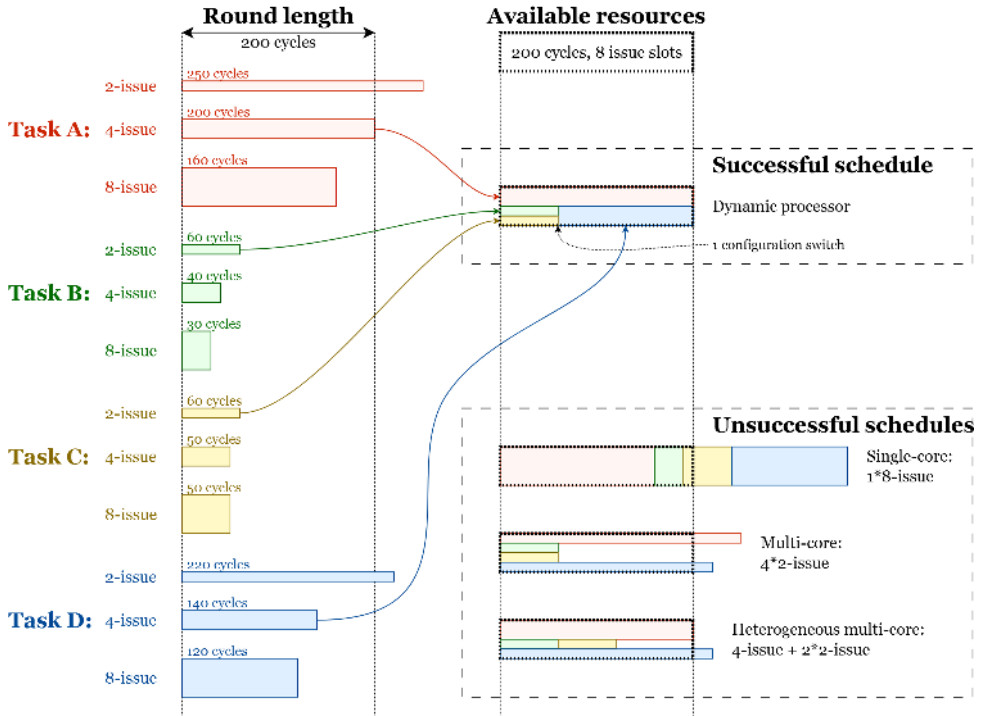 Round length
200 cycles
Available resources
200 cycles, 8 issue slots
Task A:
2-issue
250 cycles
4-issue
200 cycles
8-issue
160 cycles
Task B:
2-issue
60 cycles
4-issue
40 cycles
8-issue
30 cycles
Task C:
2-issue
60 cycles
4-issue
50 cycles
8-issue
50 cycles
Task D:
2-issue
220 cycles
4-issue
140 cycles
8-issue
120 cycles
Successful schedule
Dynamic processor
1 configuration switch
Unsuccessful schedules
Single-core:
1*8-issue
Multi-core:
4*2-issue
Heterogeneous multi-core:
4-issue + 2*2-issue